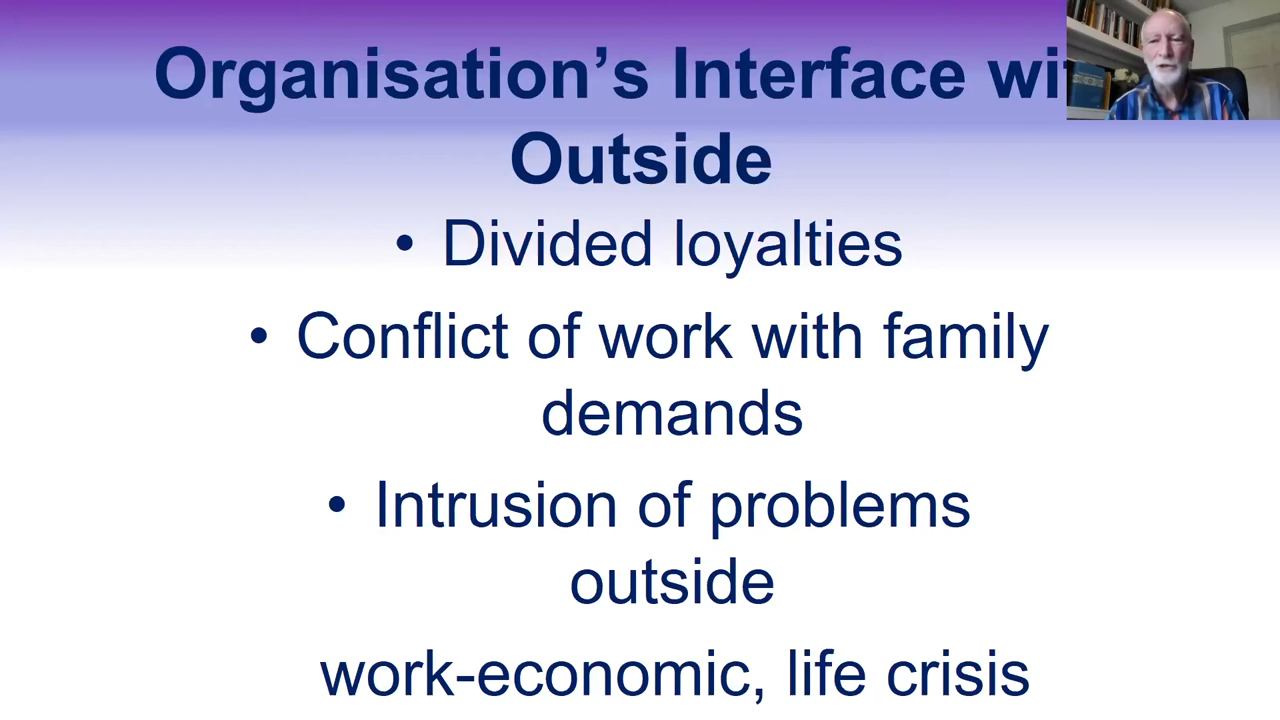 Organisation’s Interface wi
Outside
• Divided loyalties
• Conflict of work with family
demands
• Intrusion of problems
outside
work-economic, life crisis